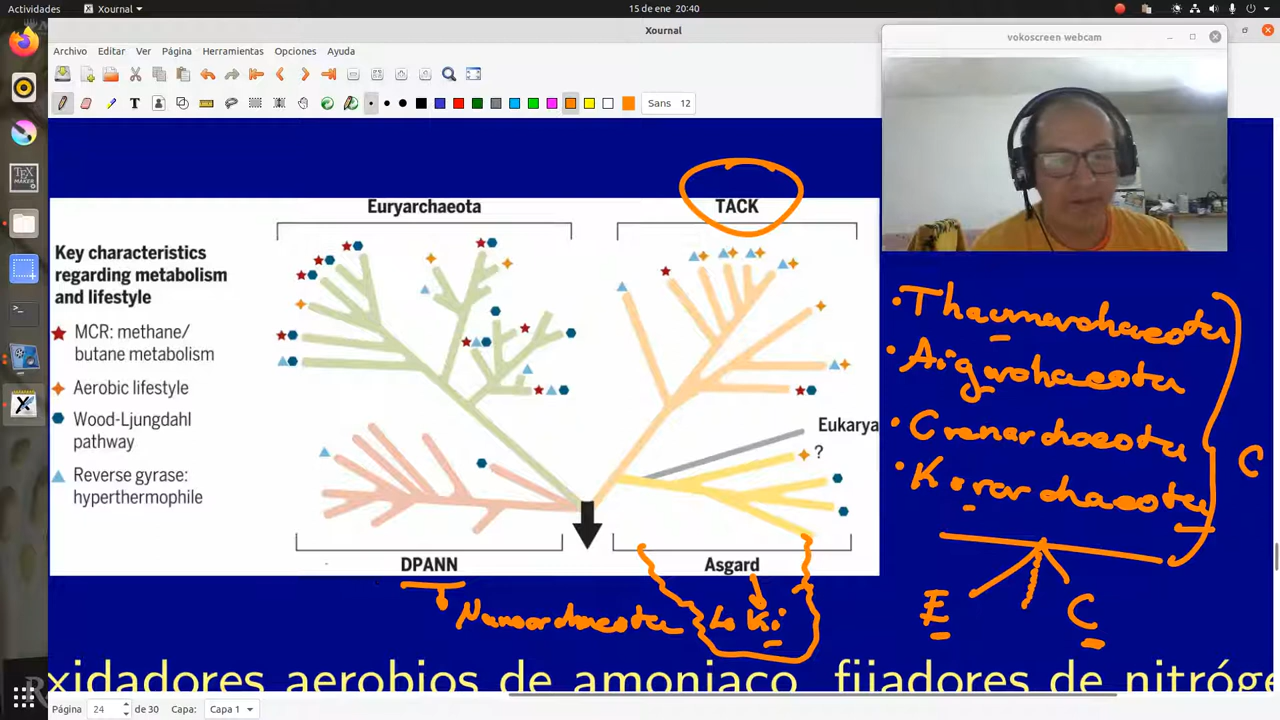 Actividades
Xournal
15 de ene 20:40
Xournal
vokoscreen webcam
Archivo Editar Ver Página Herramientas Opciones Ayuda
Sans 12
Euryarchaeota
TACK
Key characteristics
regarding metabolism
and lifestyle
MCR: methane/
butane metabolism
Aerobic lifestyle
Wood-Ljungdahl
pathway
Reverse gyrase:
hyperthermophile
Eukarya
?
DPANN
Asgard
• Thaumarchaeota
• Aigarchaeota
• Crenarchaeota
• Korarchaeota
C
E
C
Nanoarchaeota
Loki
xidadores aerobios de amoniaco, fijadores de nitróge
Página 24 de 30 Capa: Capa 1